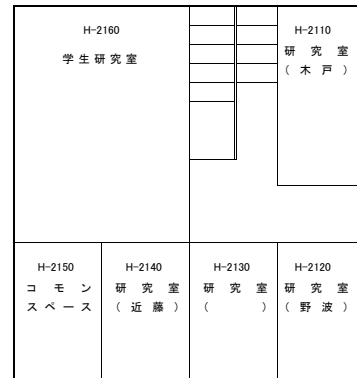 H-2160
学生研究室
H-2110
研究室
(木戸)
H-2150
コモン
スペース
H-2140
研究室
(近藤)
H-2130
研究室
(　　)
H-2120
研究室
(野波)